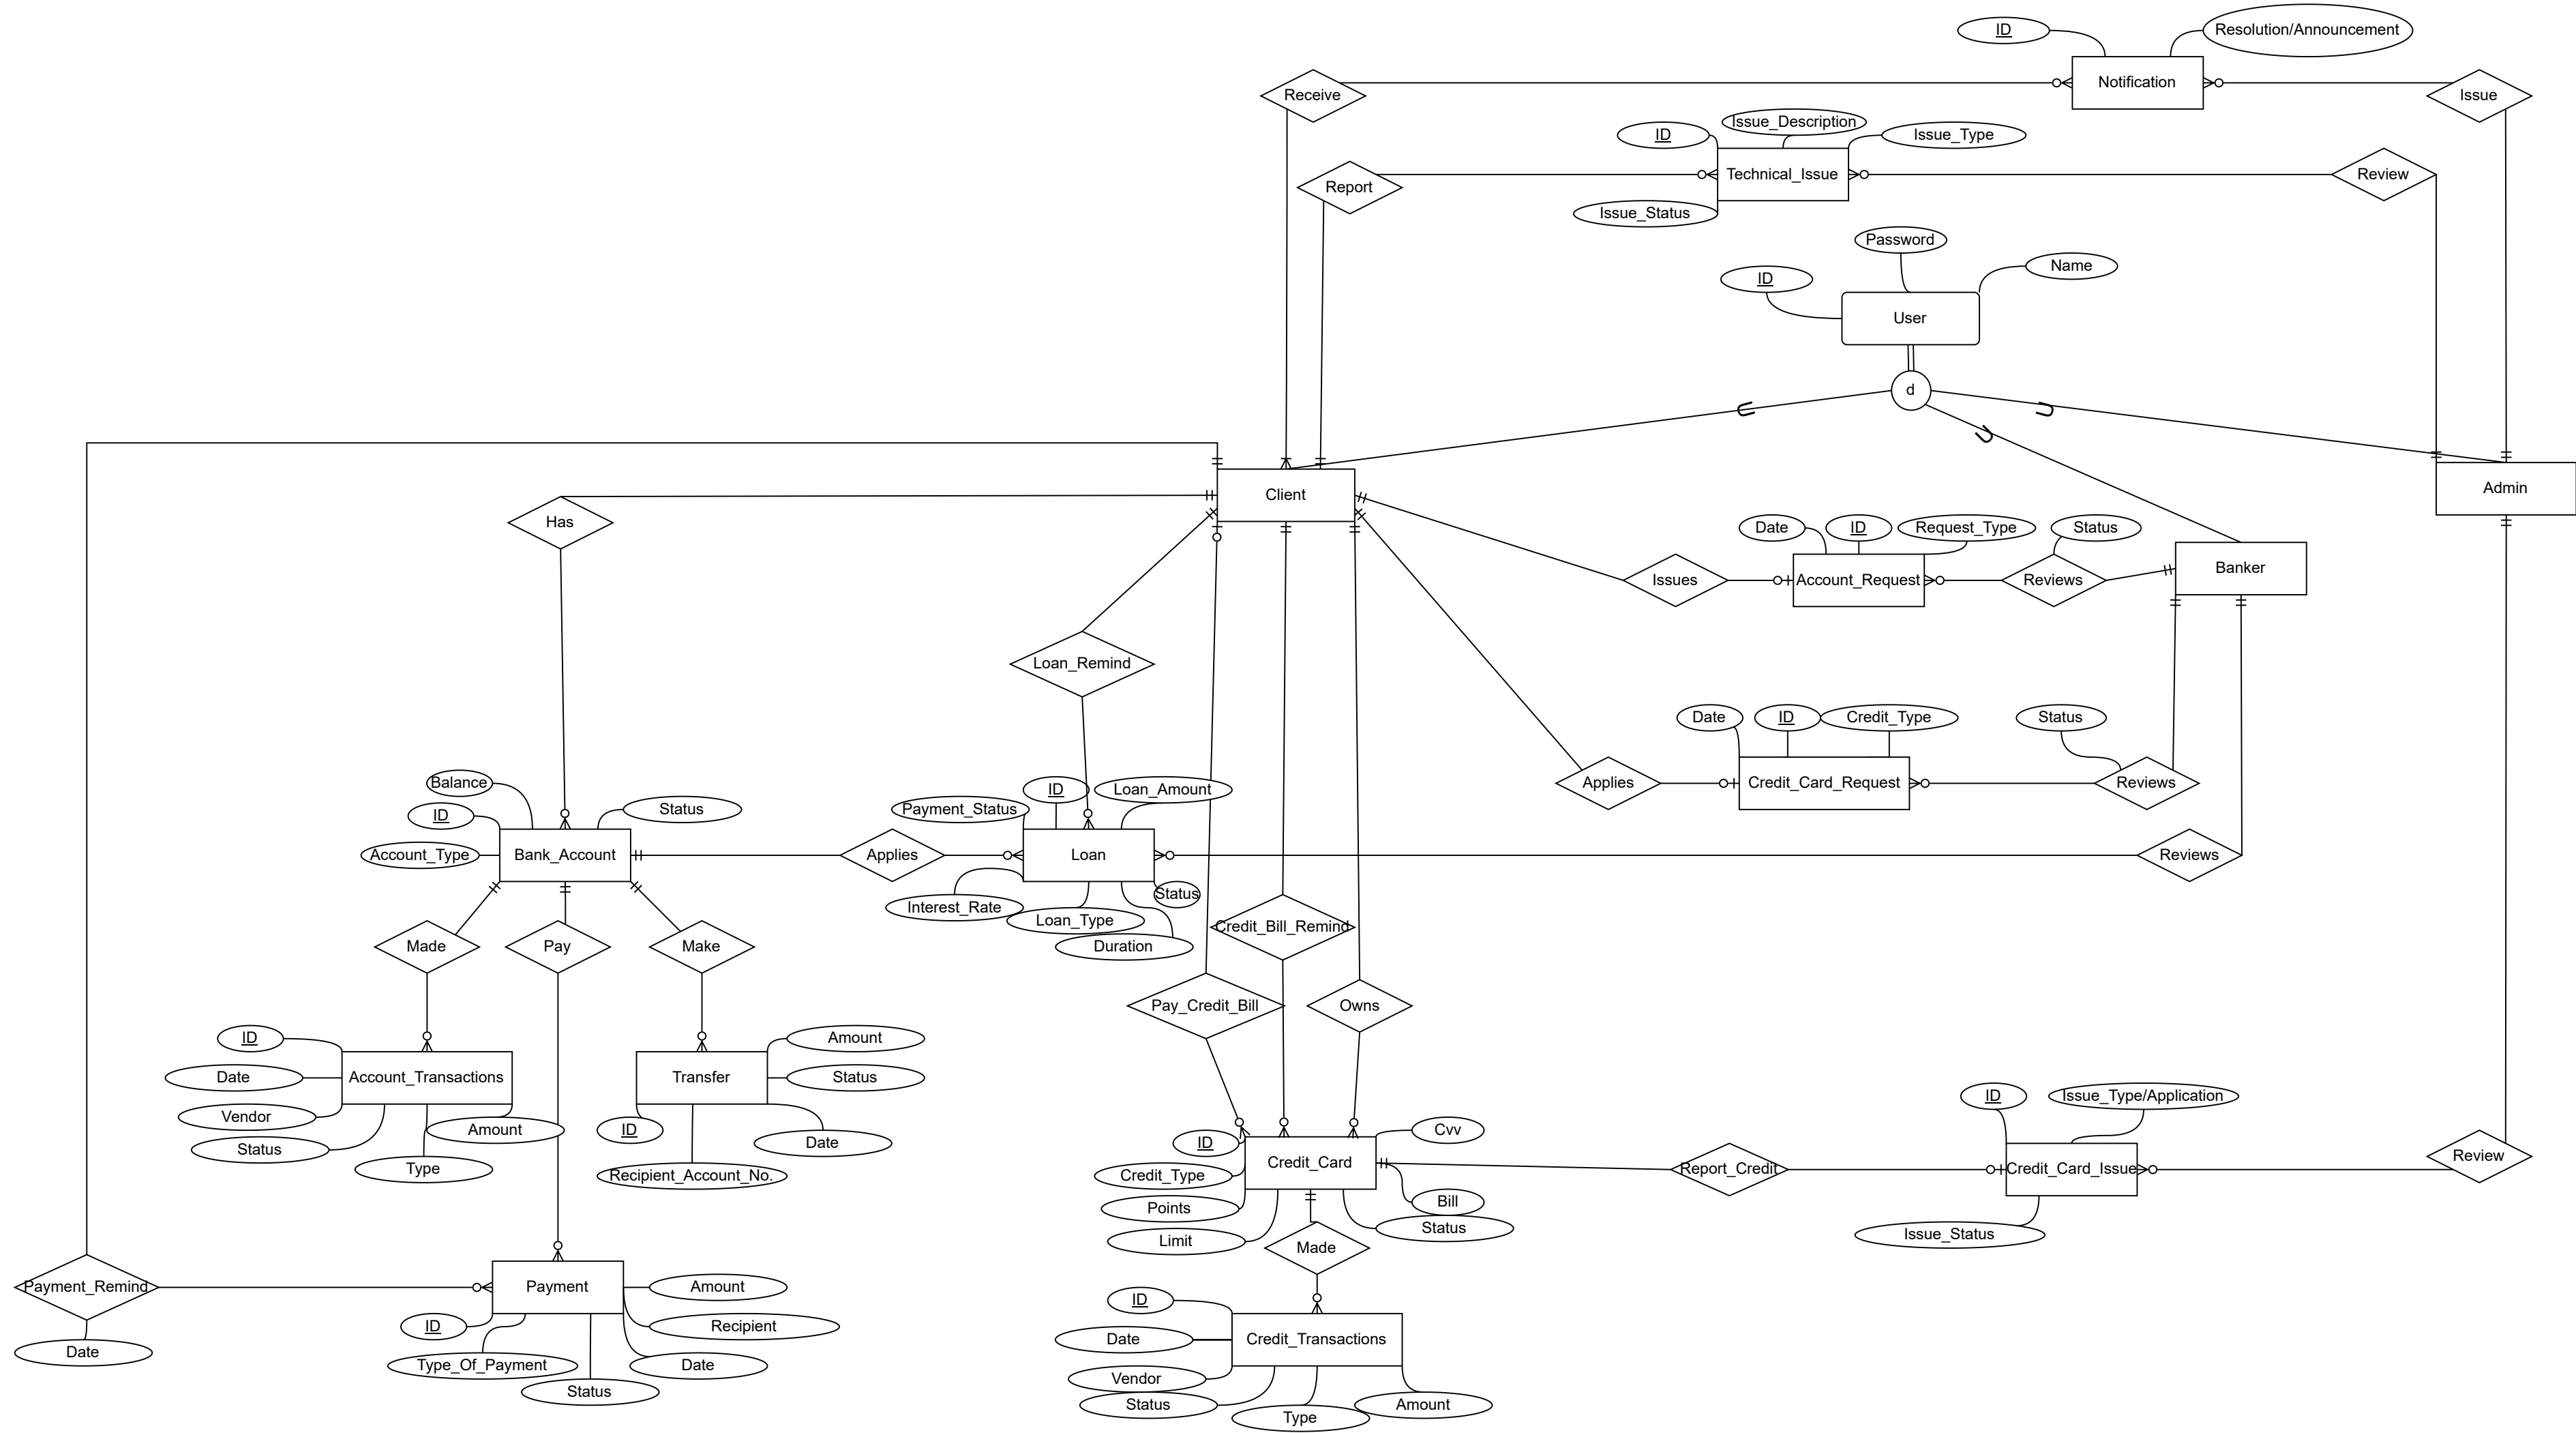 ID
Resolution/Announcement
Notification
Receive
Issue
ID
Issue_Description
Issue_Type
Technical_Issue
Report
Review
Issue_Status
Password
ID
Name
User
d
U
U
U
Client
Admin
Has
Date
ID
Request_Type
Status
Issues
Account_Request
Reviews
Banker
Loan_Remind
Date
ID
Credit_Type
Status
Applies
Credit_Card_Request
Reviews
Balance
ID
Account_Type
Status
Bank_Account
Applies
Payment_Status
ID
Loan_Amount
Loan
Reviews
Interest_Rate
Loan_Type
Status
Duration
Credit_Bill_Remind
Made
Pay
Make
Pay_Credit_Bill
Owns
ID
Date
Vendor
Status
Account_Transactions
Amount
Type
Transfer
Amount
Status
ID
Date
Recipient_Account_No.
ID
Credit_Type
Points
Limit
Credit_Card
Cvv
Bill
Status
Report_Credit
ID
Issue_Type/Application
Credit_Card_Issue
Review
Issue_Status
Made
Payment_Remind
Date
Payment
Amount
ID
Recipient
Type_Of_Payment
Date
Status
ID
Date
Credit_Transactions
Vendor
Status
Type
Amount